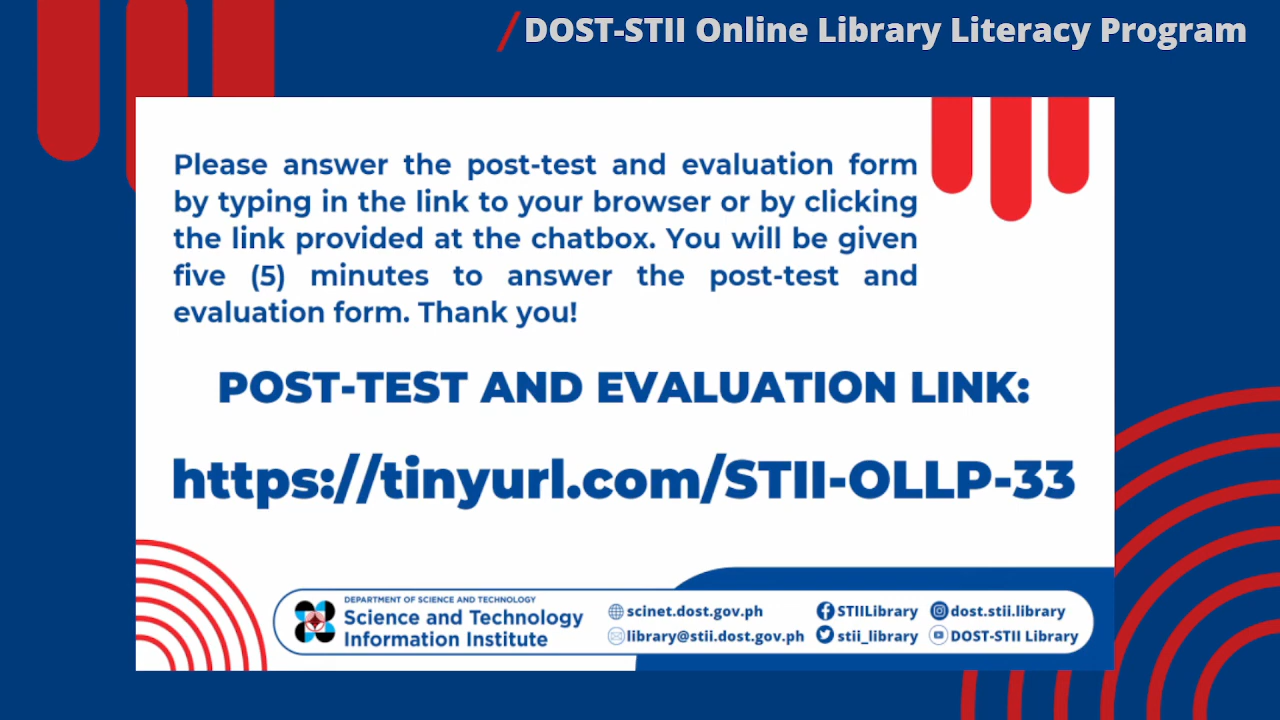 /DOST-STII Online Library Literacy Program
Please answer the post-test and evaluation form
by typing in the link to your browser or by clicking
the link provided at the chatbox. You will be given
five (5) minutes to answer the post-test and
evaluation form. Thank you!
POST-TEST AND EVALUATION LINK:
https://tinyurl.com/STII-OLLP-33
DEPARTMENT OF SCIENCE AND TECHNOLOGY
Science and Technology
Information Institute
scinet.dost.gov.ph
library@stii.dost.gov.ph
STIILibrary
stii_library
dost.stii.library
DOST-STII Library